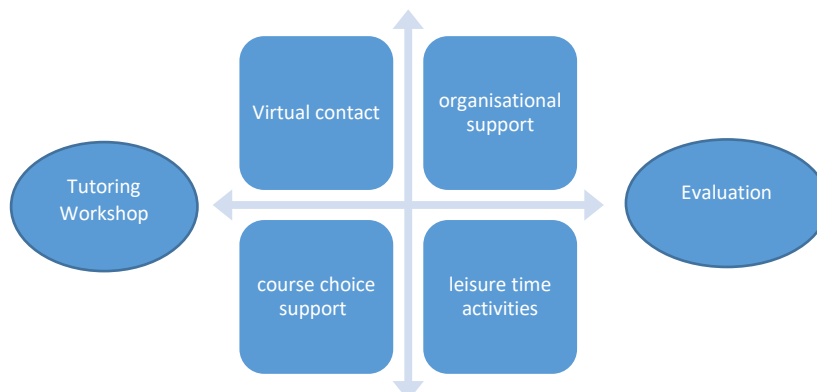 Virtual contact
organisational
support
Tutoring
Workshop
Evaluation
course choice
support
leisure time
activities